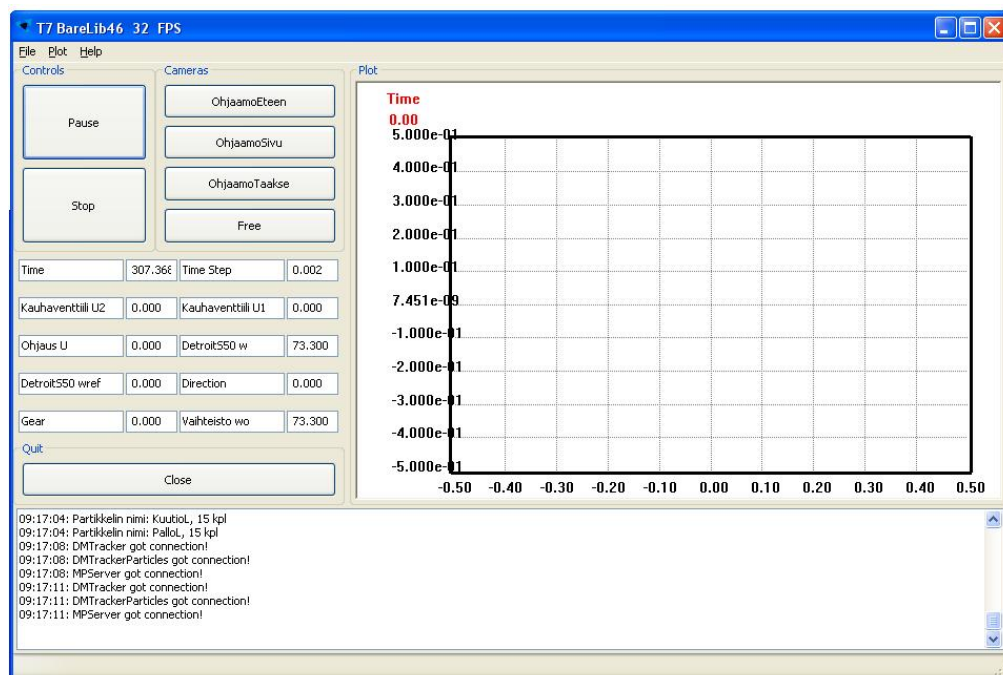 T7 BareLib46 32 FPS
File Plot Help
Controls
Pause
Stop
Cameras
OhjaamoEteen
OhjaamoSivu
OhjaamoTaakse
Free
Time 307.368 Time Step 0.002
Kauhaventtiili U2 0.000 Kauhaventtiili U1 0.000
Ohjaus U 0.000 DetroitS50 w 73.300
DetroitS50 wref 0.000 Direction 0.000
Gear 0.000 Vaihteisto wo 73.300
Quit
Close
Plot
Time
0.00
5.000e-01
4.000e-01
3.000e-01
2.000e-01
1.000e-01
7.451e-09
-1.000e-01
-2.000e-01
-3.000e-01
-4.000e-01
-5.000e-01
-0.50 -0.40 -0.30 -0.20 -0.10 0.00 0.10 0.20 0.30 0.40 0.50
09:17:04: Partikkelin nimi: KuutioL, 15 kpl
09:17:04: Partikkelin nimi: PalloL, 15 kpl
09:17:08: DMTracker got connection!
09:17:08: DMTrackerParticles got connection!
09:17:08: MPServer got connection!
09:17:11: DMTracker got connection!
09:17:11: DMTrackerParticles got connection!
09:17:11: MPServer got connection!